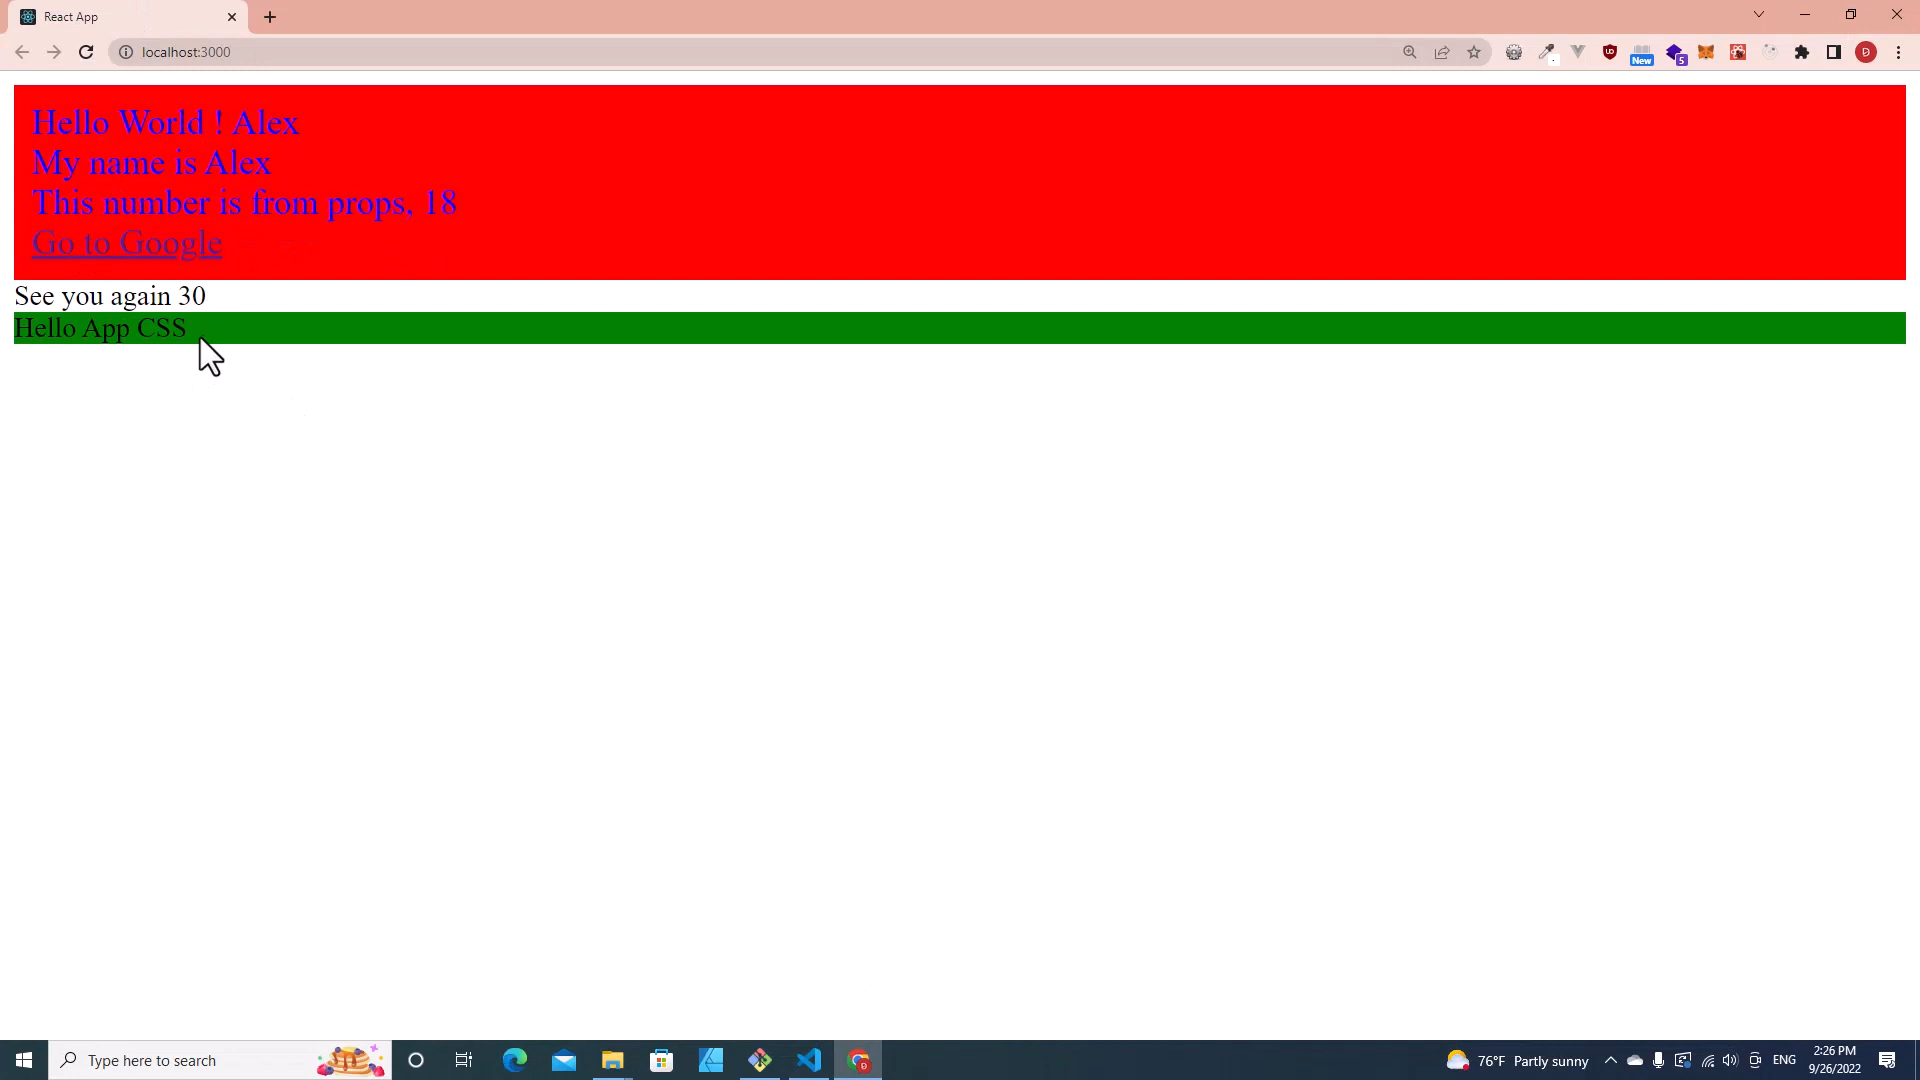 React App
localhost:3000
New
5
D
Hello World ! Alex
My name is Alex
This number is from props, 18
Go to Google
See you again 30
Hello App CSS
Type here to search
76°F Partly sunny
ENG
2:26 PM
9/26/2022